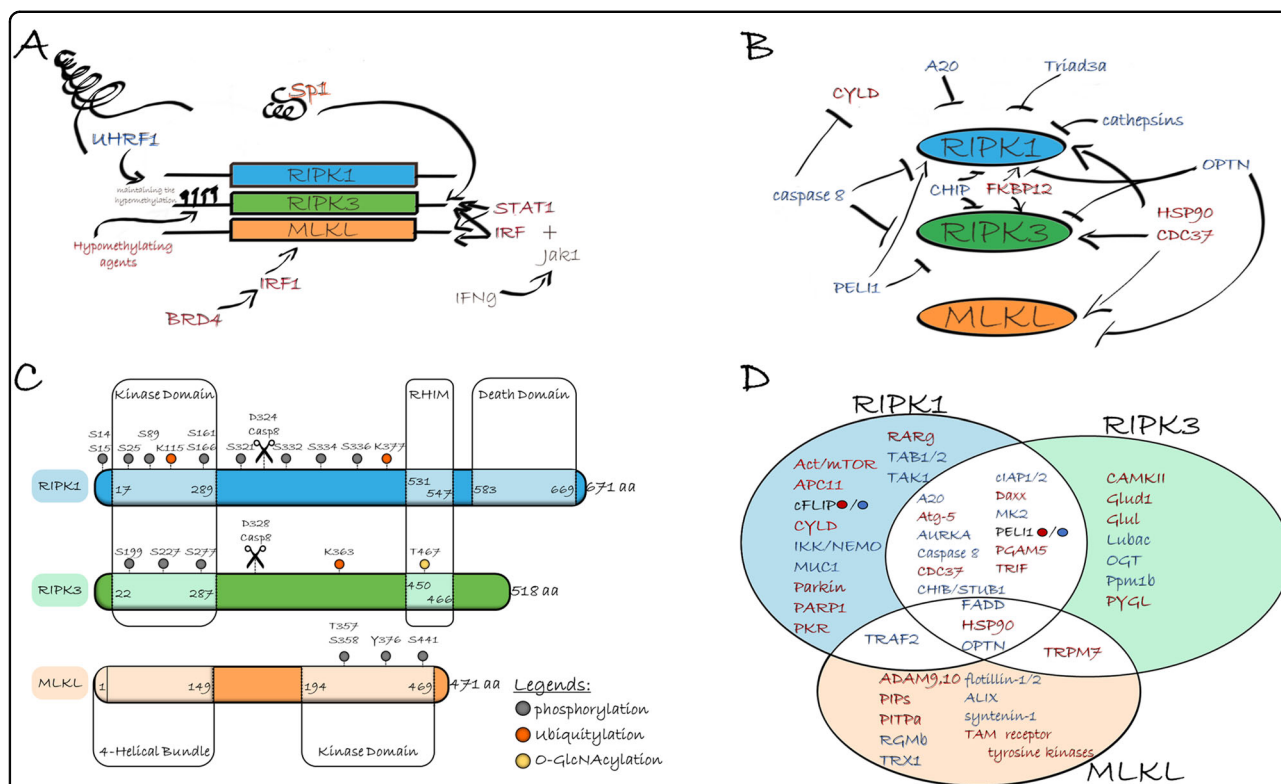 A
Sp1
UHRF1
maintaining the
hypomethylation
RIPK1
RIPK3
MLKL
STAT1
IRF +
Jak1
Hypomethylating
agents
IRF1
BRD4
IFNg
B
A20
Triad3a
CYLD
cathepsins
RIPK1
OPTN
caspase 8
CHIP
FKBP12
HSP90
CDC37
RIPK3
PELI1
MLKL
C
Kinase Domain
RHIM
Death Domain
S14
S15
S25
S89
K115
S161
S166
S321
D324
Casp8
S332
S334
S336
K377
RIPK1
17
289
531
547
583
669
671 aa
S199
S227
S277
D328
Casp8
K363
T467
RIPK3
22
287
450
466
518 aa
T357
S358
Y376
S441
MLKL
1
149
194
469
471 aa
4-Helical Bundle
Kinase Domain
Legends:
phosphorylation
Ubiquitylation
O-GlcNAcylation
D
RIPK1
RIPK3
RARg
TAB1/2
TAK1
Act/mTOR
APC11
cFLIP /
CYLD
IKK/NEMO
MUC1
Parkin
PARP1
PKR
A20
Atg-5
AURKA
Caspase 8
CDC37
CHIB/STUB1
cIAP1/2
Daxx
MK2
PELI1 /
PGAM5
TRIF
CAMKII
Glud1
Glul
Lubac
OGT
Ppm1b
PYGL
FADD
HSP90
OPTN
TRAF2
TRPM7
ADAM9,10
PIPs
PITPa
RGMb
TRX1
flotillin-1/2
ALIX
syntenin-1
TAM receptor
tyrosine kinases
MLKL